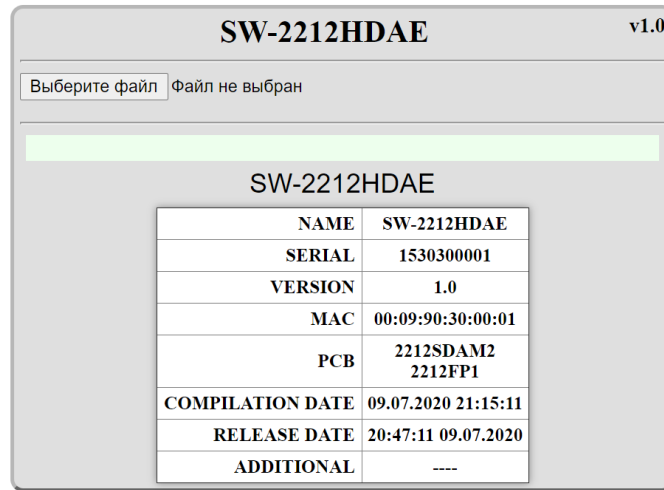 SW-2212HDAE v1.0
Выберите файл Файл не выбран
SW-2212HDAE
NAME SW-2212HDAE
SERIAL 1530300001
VERSION 1.0
MAC 00:09:90:30:00:01
PCB 2212SDAM2
2212FP1
COMPILATION DATE 09.07.2020 21:15:11
RELEASE DATE 20:47:11 09.07.2020
ADDITIONAL ----